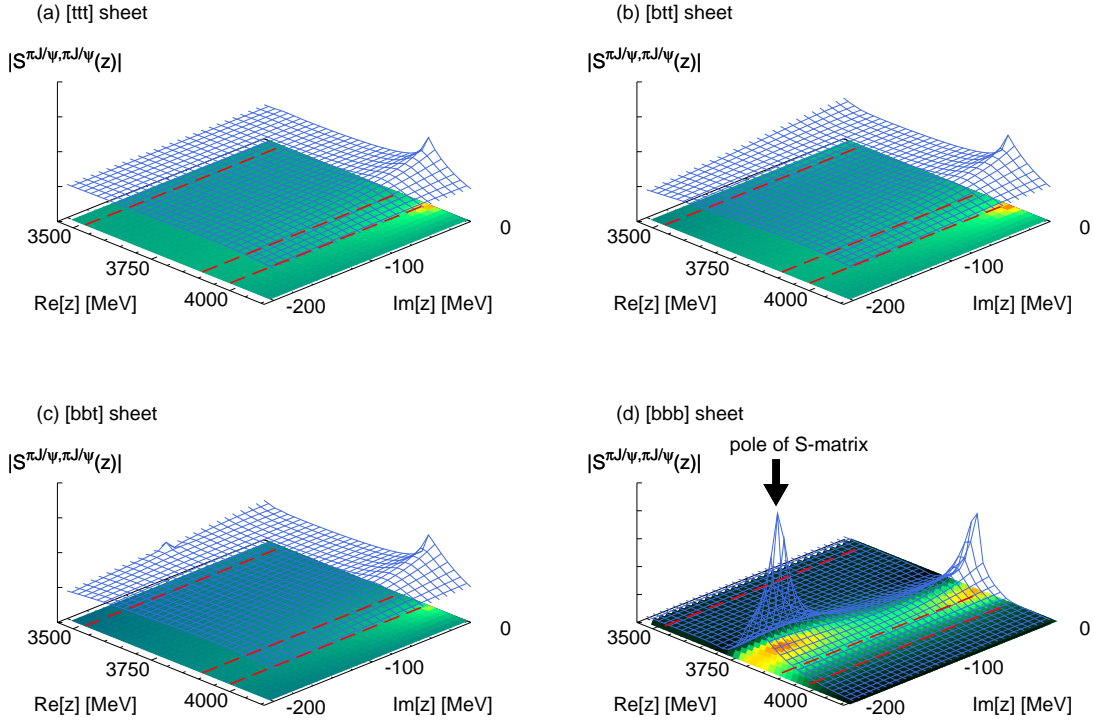 (a) [ttt] sheet
|S^{πJ/ψ,πJ/ψ}(z)|
3500
3750
4000
Re[z] [MeV]
-200
-100
0
Im[z] [MeV]
(b) [btt] sheet
|S^{πJ/ψ,πJ/ψ}(z)|
3500
3750
4000
Re[z] [MeV]
-200
-100
0
Im[z] [MeV]
(c) [bbt] sheet
|S^{πJ/ψ,πJ/ψ}(z)|
3500
3750
4000
Re[z] [MeV]
-200
-100
0
Im[z] [MeV]
(d) [bbb] sheet
pole of S-matrix
|S^{πJ/ψ,πJ/ψ}(z)|
3500
3750
4000
Re[z] [MeV]
-200
-100
0
Im[z] [MeV]